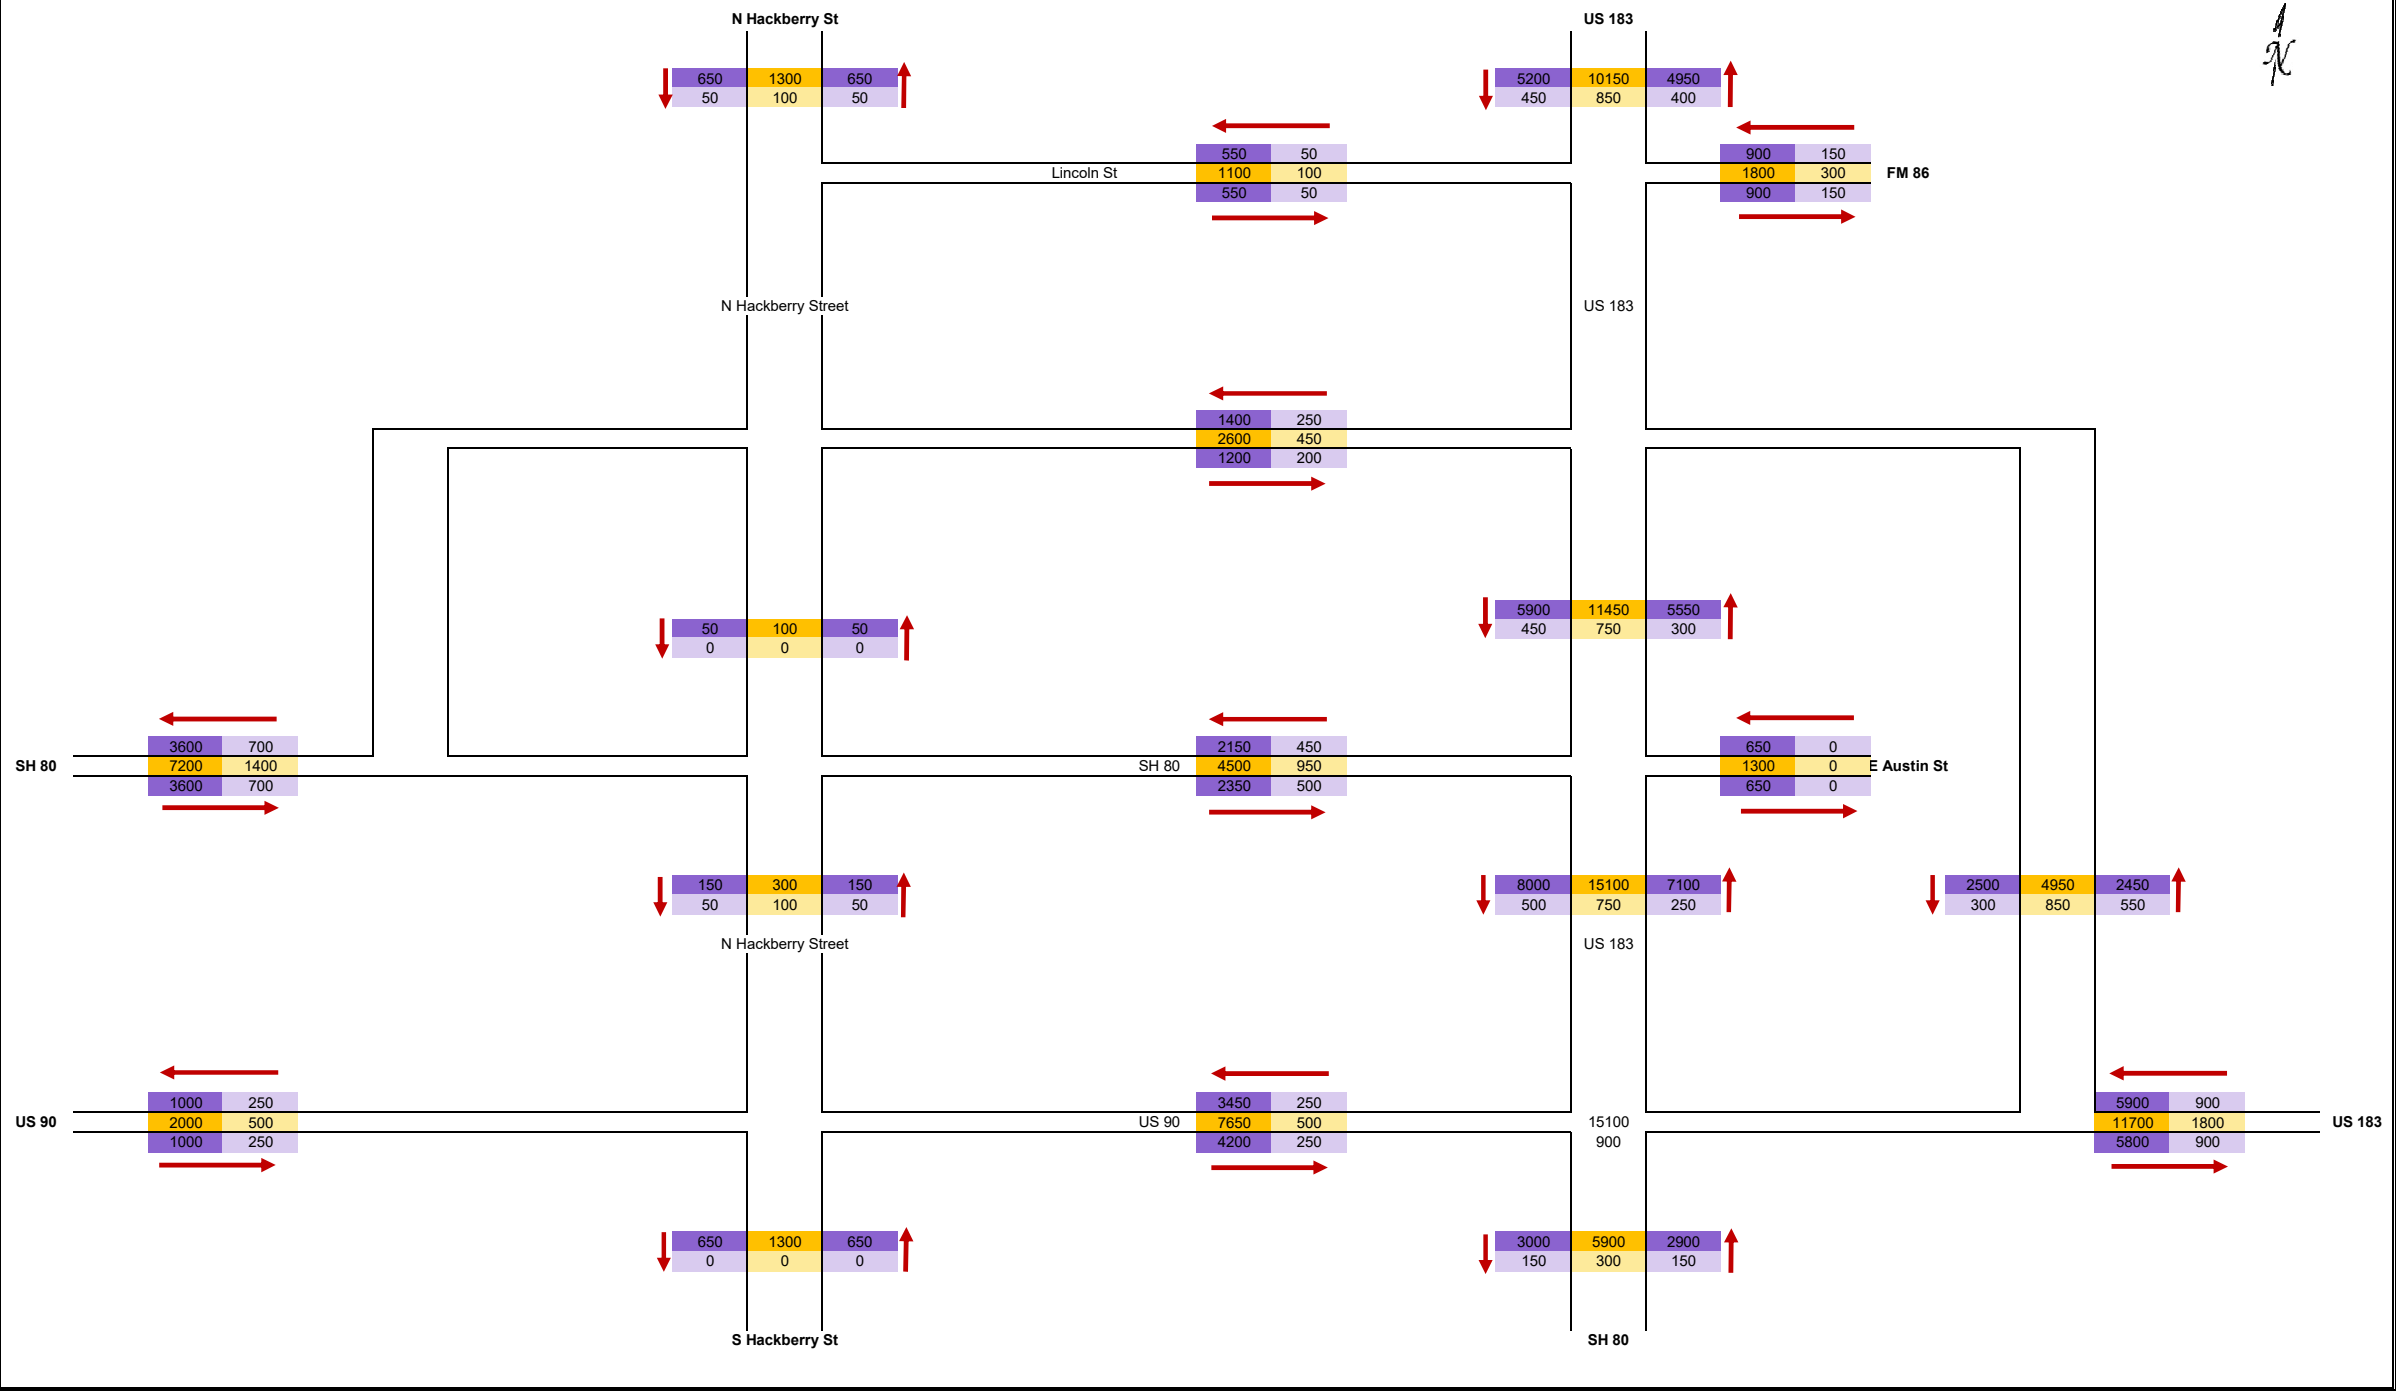 N Hackberry St US 183
N
650 1300 650 5200 10150 4950
50 100 50 450 850 400
550 50 900 150
Lincoln St 1100 100 1800 300 FM 86
550 50 900 150
N Hackberry Street US 183
1400 250
2600 450
1200 200
5900 11450 5550
450 750 300
50 100 50
0 0 0
3600 700 2150 450 650 0
SH 80 7200 1400 SH 80 4500 950 1300 0 E Austin St
3600 700 2350 500 650 0
150 300 150 8000 15100 7100 2500 4950 2450
50 100 50 500 750 250 300 850 550
N Hackberry Street US 183
1000 250 3450 250 5900 900
US 90 2000 500 US 90 7650 500 15100 11700 1800 US 183
1000 250 4200 250 900 5800 900
650 1300 650 3000 5900 2900
0 0 0 150 300 150
S Hackberry St SH 80